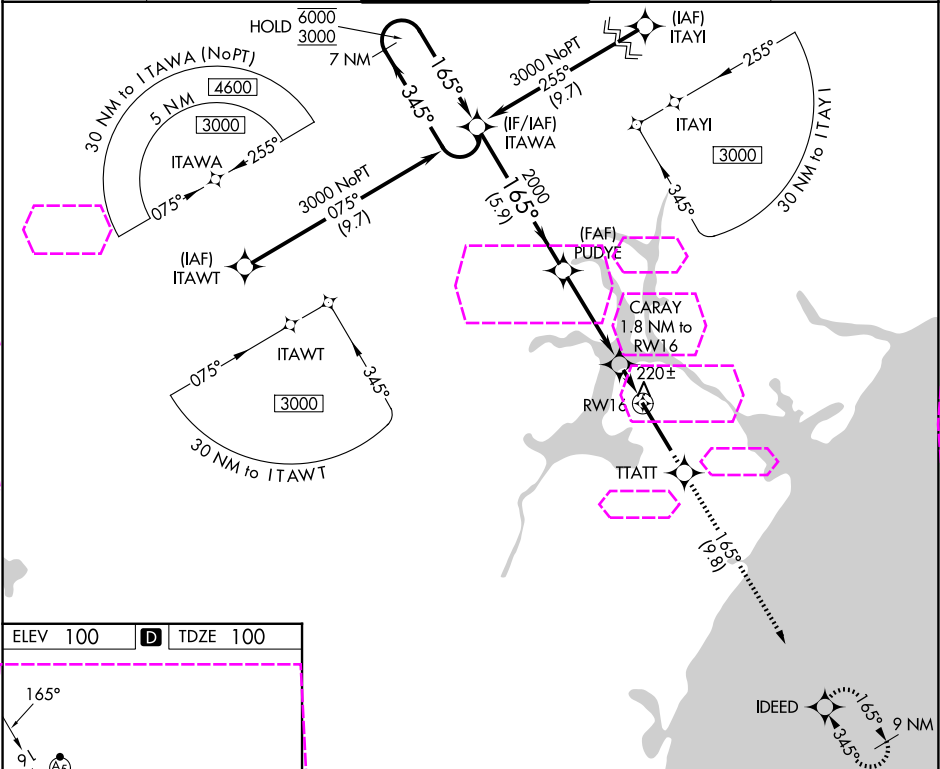 HOLD 6000
3000
7 NM
165°
345°
(IAF)
ITAYI
3000 NoPT
255°
(9.7)
(IF/IAF)
ITAWA
30 NM to ITAWA (NoPT)
4600
5 NM
3000
ITAWA
255°
075°
255°
ITAYI
3000
345°
30 NM to ITAYI
3000 NoPT
075°
(9.7)
(IAF)
ITAWT
2000
165°
(5.9)
(FAF)
PUDYE
CARAY
1.8 NM to
RW16
220±
RW16
075°
ITAWT
345°
3000
30 NM to ITAWT
TTATT
165°
(9.8)
ELEV 100 D TDZE 100
165°
16
A5
IDEED
165°
345°
9 NM